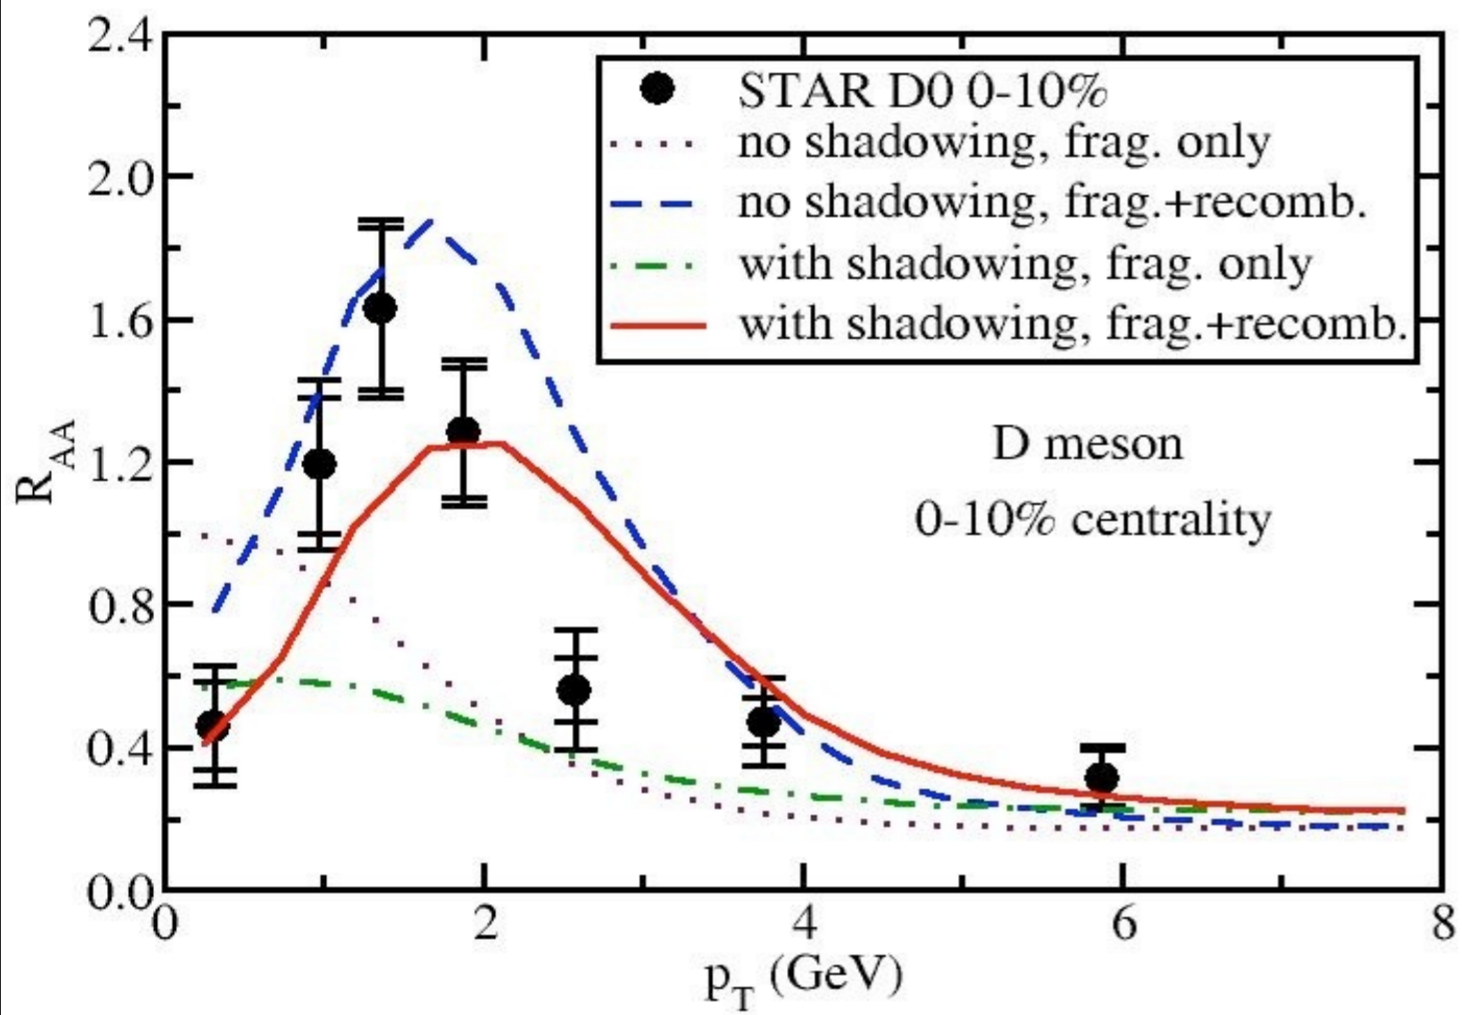 2.4
2.0
1.6
1.2
0.8
0.4
0.0
R_AA
STAR D0 0-10%
no shadowing, frag. only
no shadowing, frag.+recomb.
with shadowing, frag. only
with shadowing, frag.+recomb.
D meson
0-10% centrality
0 2 4 6 8
p_T (GeV)